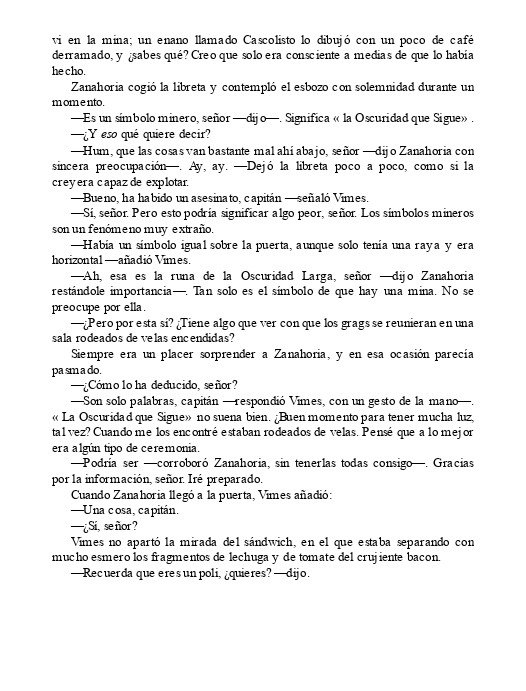 vi en la mina; un enano llamado Cascolisto lo dibujó con un poco de café
derramado, y ¿sabes qué? Creo que solo era consciente a medias de que lo había
hecho.
Zanahoria cogió la libreta y contempló el esbozo con solemnidad durante un
momento.
—Es un símbolo minero, señor —dijo—. Significa « la Oscuridad que Sigue» .
—¿Y eso qué quiere decir?
—Hum, que las cosas van bastante mal ahí abajo, señor —dijo Zanahoria con
sincera preocupación—. Ay, ay. —Dejó la libreta poco a poco, como si la
creyera capaz de explotar.
—Bueno, ha habido un asesinato, capitán —señaló Vimes.
—Sí, señor. Pero esto podría significar algo peor, señor. Los símbolos mineros
son un fenómeno muy extraño.
—Había un símbolo igual sobre la puerta, aunque solo tenía una raya y era
horizontal —añadió Vimes.
—Ah, esa es la runa de la Oscuridad Larga, señor —dijo Zanahoria
restándole importancia—. Tan solo es el símbolo de que hay una mina. No se
preocupe por ella.
—¿Pero por esta sí? ¿Tiene algo que ver con que los grags se reunieran en una
sala rodeados de velas encendidas?
Siempre era un placer sorprender a Zanahoria, y en esa ocasión parecía
pasmado.
—¿Cómo lo ha deducido, señor?
—Son solo palabras, capitán —respondió Vimes, con un gesto de la mano—.
« La Oscuridad que Sigue» no suena bien. ¿Buen momento para tener mucha luz,
tal vez? Cuando me los encontré estaban rodeados de velas. Pensé que a lo mejor
era algún tipo de ceremonia.
—Podría ser —corroboró Zanahoria, sin tenerlas todas consigo—. Gracias
por la información, señor. Iré preparado.
Cuando Zanahoria llegó a la puerta, Vimes añadió:
—Una cosa, capitán.
—¿Sí, señor?
Vimes no apartó la mirada del sándwich, en el que estaba separando con
mucho esmero los fragmentos de lechuga y de tomate del crujiente bacon.
—Recuerda que eres un poli, ¿quieres? —dijo.